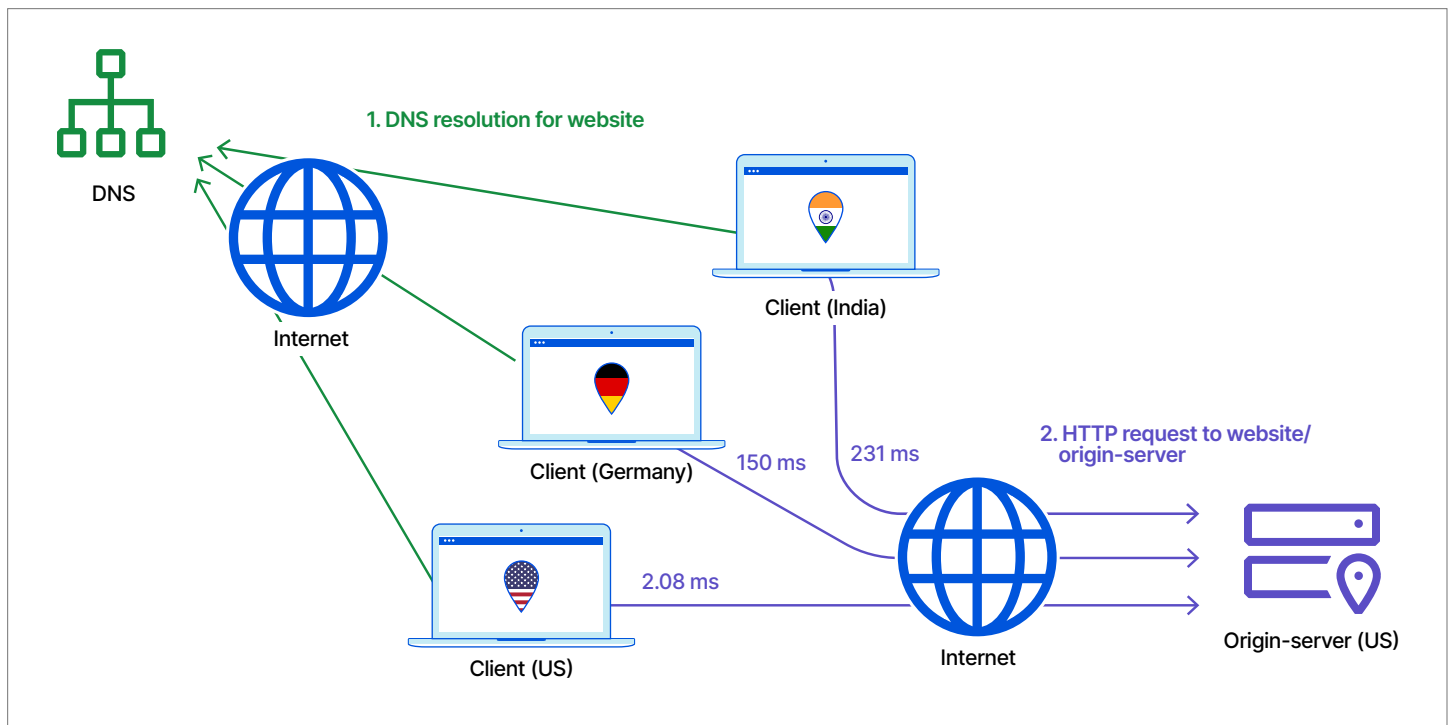 1. DNS resolution for website
DNS
Client (India)
Internet
2. HTTP request to website/
origin-server
150 ms
231 ms
Client (Germany)
2.08 ms
Origin-server (US)
Internet
Client (US)